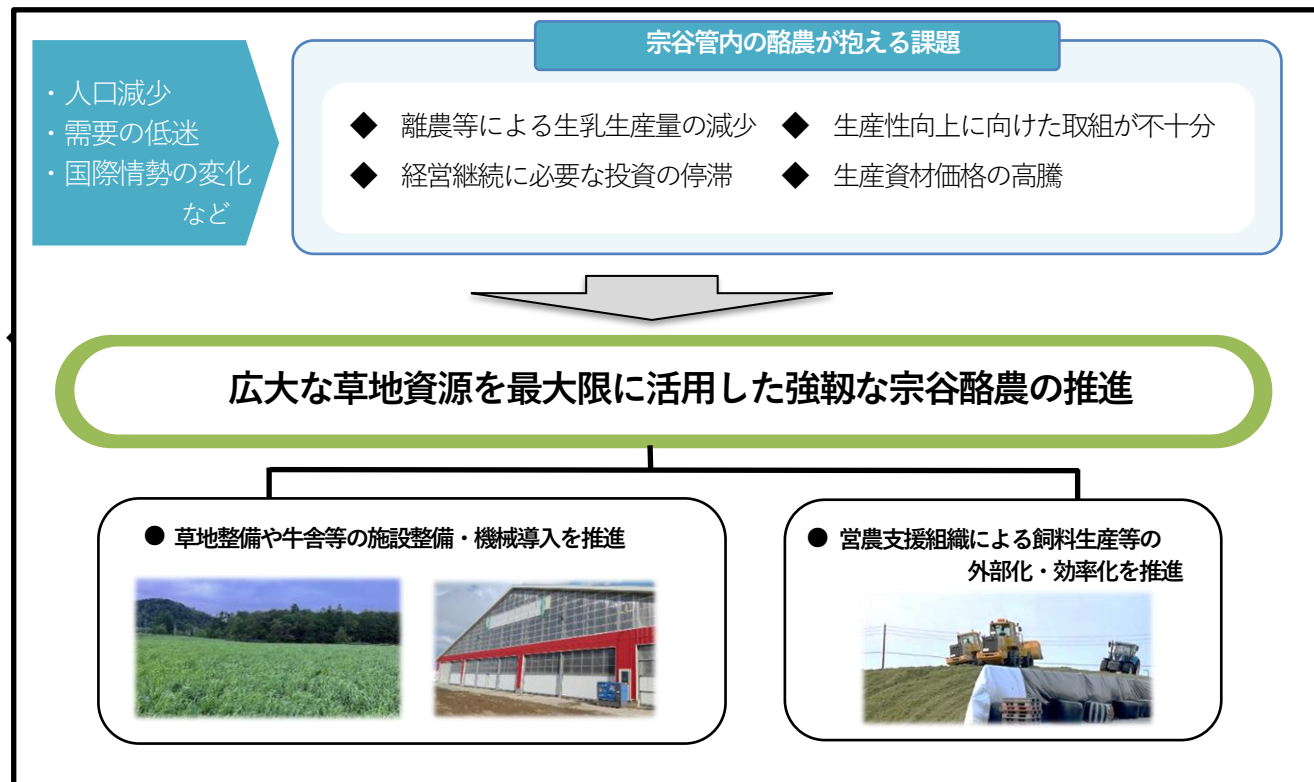 宗谷管内の酪農が抱える課題
・人口減少
・需要の低迷
・国際情勢の変化
など
◆ 離農等による生乳生産量の減少
◆ 生産性向上に向けた取組が不十分
◆ 経営継続に必要な投資の停滞
◆ 生産資材価格の高騰
広大な草地資源を最大限に活用した強靱な宗谷酪農の推進
● 草地整備や牛舎等の施設整備・機械導入を推進
● 営農支援組織による飼料生産等の
外部化・効率化を推進